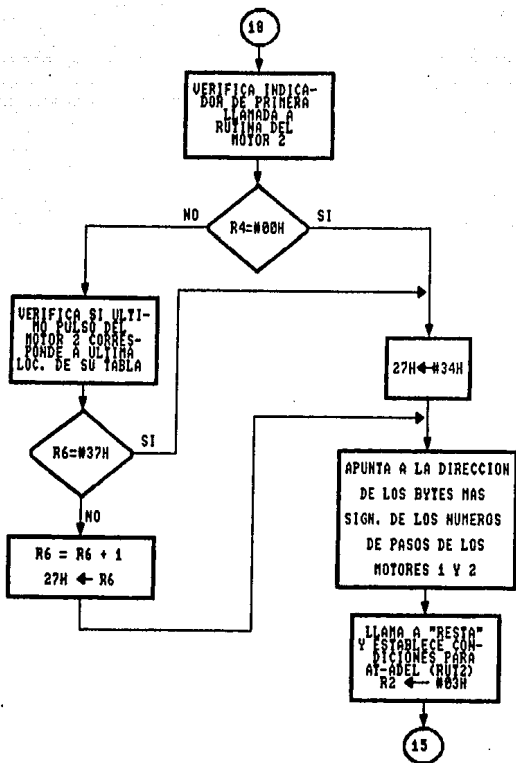 18
VERIFICA INDICA-
DOR DE PRIMERA
LLAMADA A
RUTINA DEL
MOTOR 2
NO
SI
R4=#00H
VERIFICA SI ULTI-
MO PULSO DEL
MOTOR 2 CORRES-
PONDE A ULTIMA
LOC. DE SU TABLA
27H←#34H
R6=#37H
SI
NO
R6 = R6 + 1
27H ← R6
APUNTA A LA DIRECCION
DE LOS BYTES MAS
SIGN. DE LOS NUMEROS
DE PASOS DE LOS
MOTORES 1 Y 2
LLAMA A "RESTA"
Y ESTABLECE CON-
DICIONES PARA
AT-ADEL (RUT2)
R2 ← #03H
15